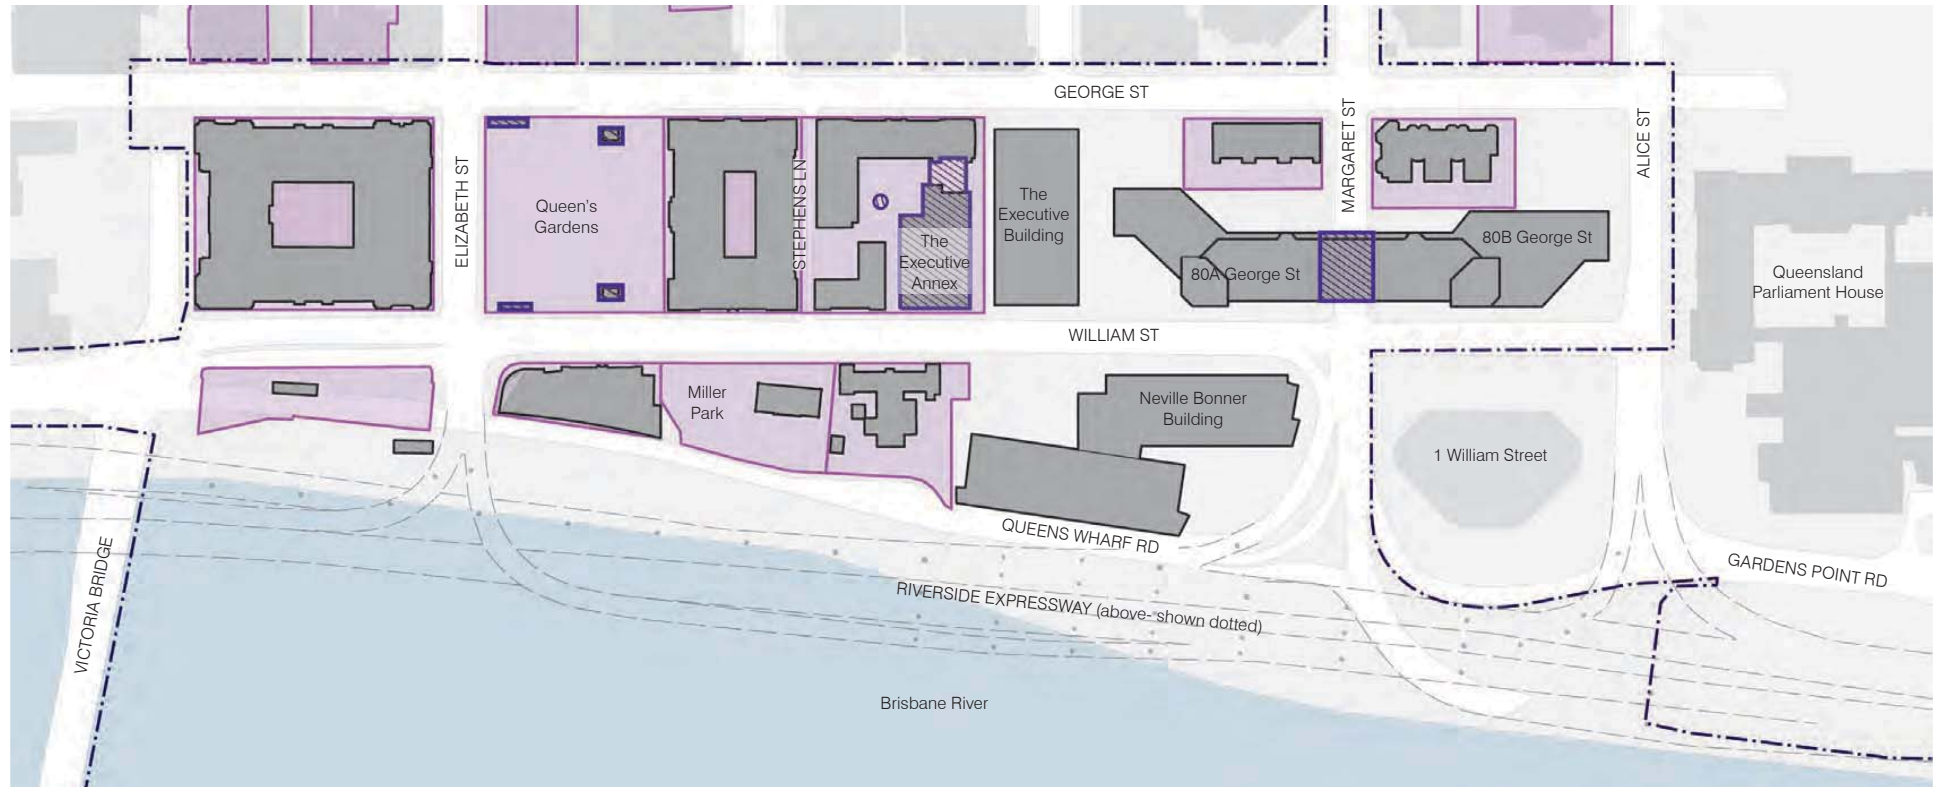 GEORGE ST
MARGARET ST
ALICE ST
ELIZABETH ST
STEPHENS LN
Queen's
Gardens
The
Executive
Building
The
Executive
Annex
80B George St
80A George St
Queensland
Parliament House
WILLIAM ST
Miller
Park
Neville Bonner
Building
1 William Street
QUEENS WHARF RD
GARDENS POINT RD
VICTORIA BRIDGE
RIVERSIDE EXPRESSWAY (above- shown dotted)
Brisbane River